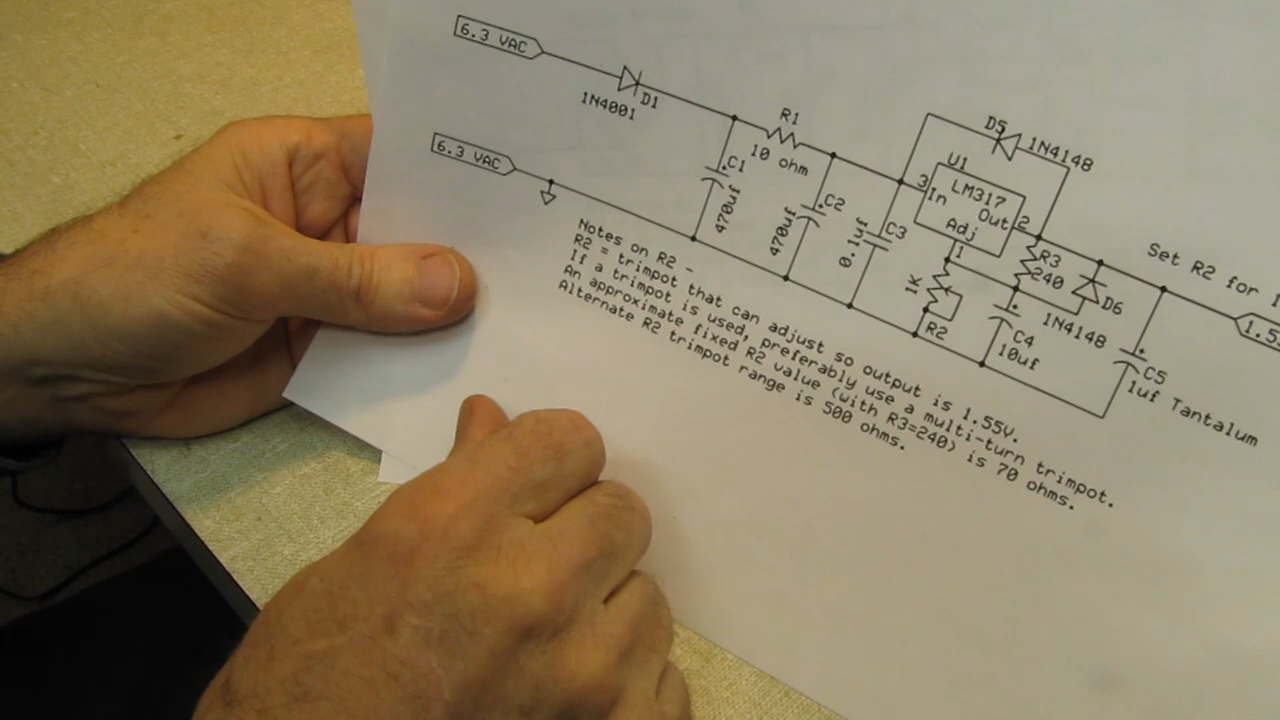 6.3 VAC
D1
1N4001
6.3 VAC
R1
10 ohm
C1
470uf
C2
470uf
C3
0.1uf
D5
1N4148
U1
LM317
3
In
Out
2
Adj
1
1K
R2
R3
240
D6
1N4148
C4
10uf
C5
1uf Tantalum
Set R2 for
1.5
Notes on R2 -
R2 = trimpot that can adjust so output is 1.55V.
If a trimpot is used, preferably use a multi-turn trimpot.
An approximate fixed R2 value (with R3=240) is 70 ohms.
Alternate R2 trimpot range is 500 ohms.